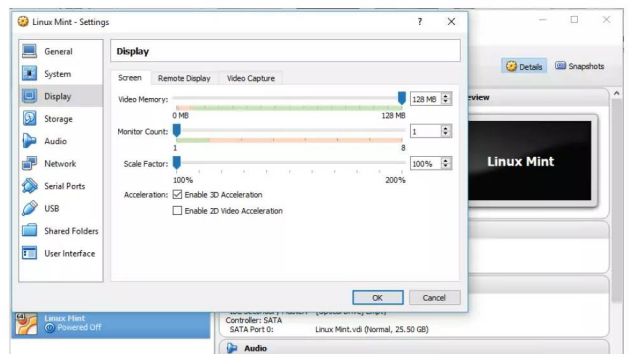 Linux Mint - Settings
?
General
System
Display
Storage
Audio
Network
Serial Ports
USB
Shared Folders
User Interface
Display
Screen Remote Display Video Capture
Video Memory: 128 MB
0 MB 128 MB
Monitor Count: 1
1 8
Scale Factor: 100%
100% 200%
Acceleration: Enable 3D Acceleration
Enable 2D Video Acceleration
OK Cancel
Details Snapshots
Linux Mint
Linux Mint
Powered Off
Controller: SATA
SATA Port 0: Linux Mint.vdi (Normal, 25.50 GB)
Audio